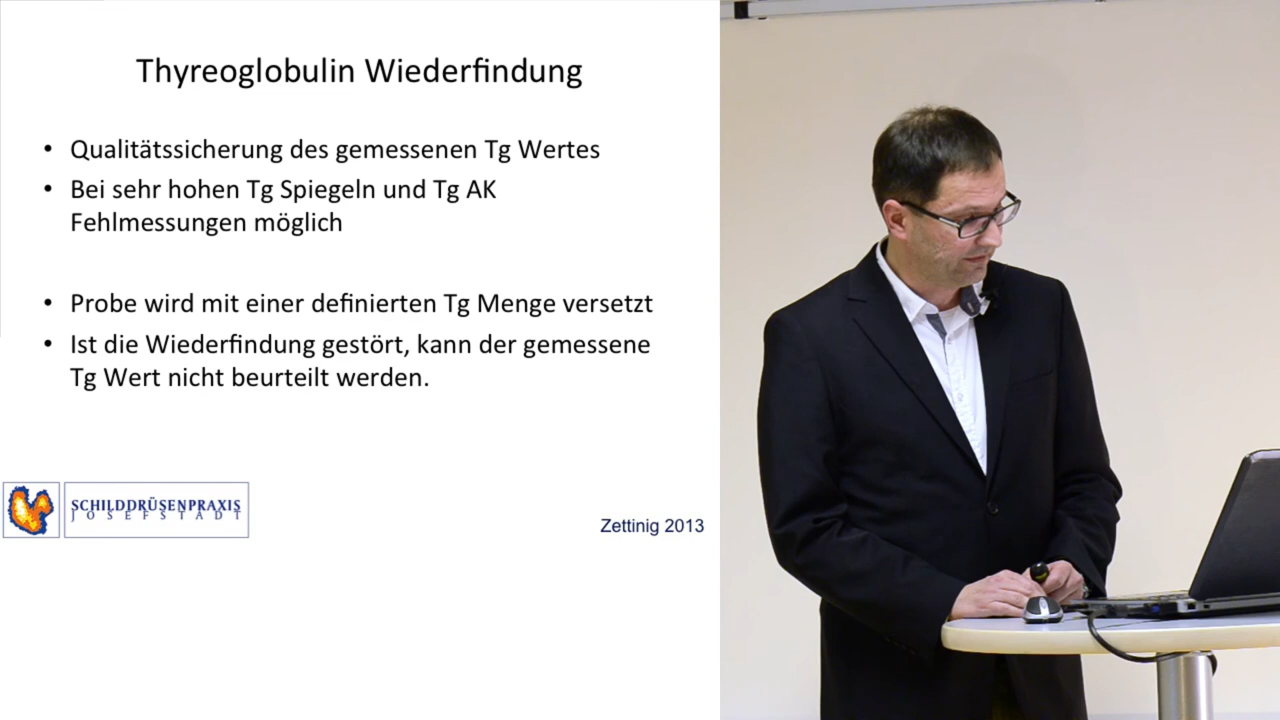 Thyreoglobulin Wiederfindung
• Qualitätssicherung des gemessenen Tg Wertes
• Bei sehr hohen Tg Spiegeln und Tg AK
Fehlmessungen möglich
• Probe wird mit einer definierten Tg Menge versetzt
• Ist die Wiederfindung gestört, kann der gemessene
Tg Wert nicht beurteilt werden.
SCHILDDRÜSENPRAXIS
JOSEFSTADT
Zettinig 2013